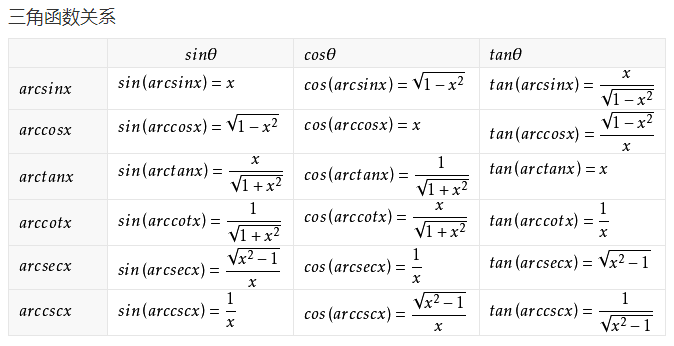 三角函数关系
sinθ cosθ tanθ
arcsinx sin(arcsinx) = x cos(arcsinx) = √(1 − x²) tan(arcsinx) = x/√(1 − x²)
arccosx sin(arccosx) = √(1 − x²) cos(arccosx) = x tan(arccosx) = √(1 − x²)/x
arctanx sin(arctanx) = x/√(1 + x²) cos(arctanx) = 1/√(1 + x²) tan(arctanx) = x
arccotx sin(arccotx) = 1/√(1 + x²) cos(arccotx) = x/√(1 + x²) tan(arccotx) = 1/x
arcsecx sin(arcsecx) = √(x² − 1)/x cos(arcsecx) = 1/x tan(arcsecx) = √(x² − 1)
arccscx sin(arccscx) = 1/x cos(arccscx) = √(x² − 1)/x tan(arccscx) = 1/√(x² − 1)